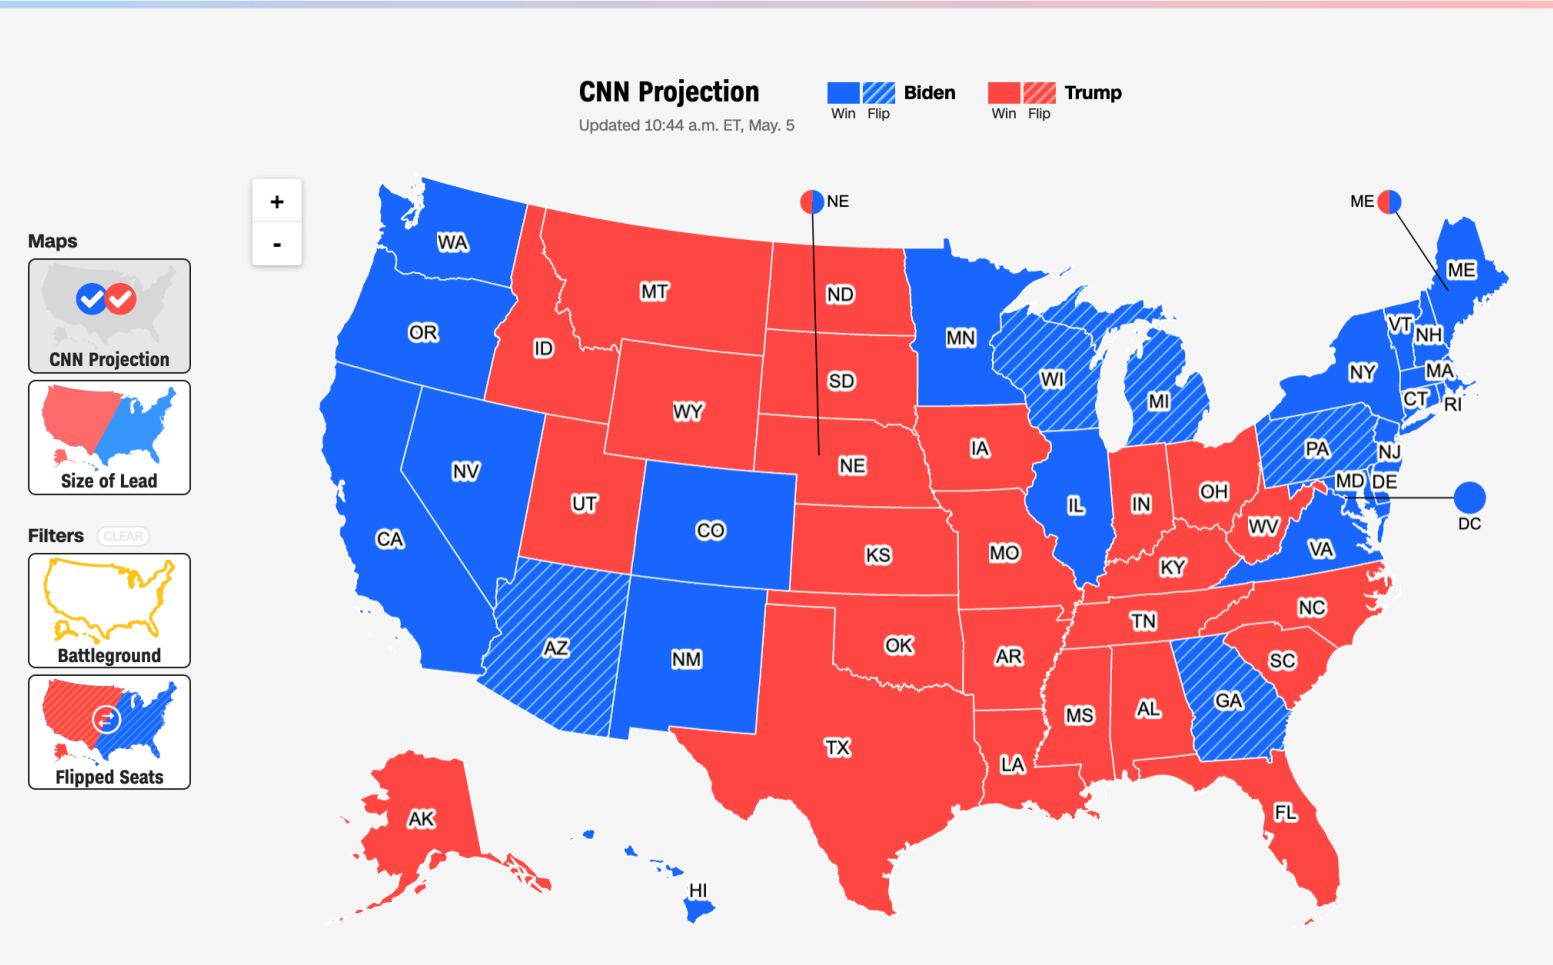 CNN Projection
Updated 10:44 a.m. ET, May. 5
Win Flip
Biden
Win Flip
Trump
+
-
Maps
CNN Projection
Size of Lead
Filters CLEAR
Battleground
Flipped Seats
NE
ME
WA
MT
ND
ME
OR
ID
MN
VT
NH
SD
WI
NY
MA
WY
MI
CT
RI
NV
NE
IA
PA
NJ
UT
CO
IL
IN
OH
MD
DE
DC
CA
KS
MO
WV
VA
KY
NC
TN
AZ
NM
OK
AR
SC
MS
AL
GA
TX
LA
AK
FL
HI